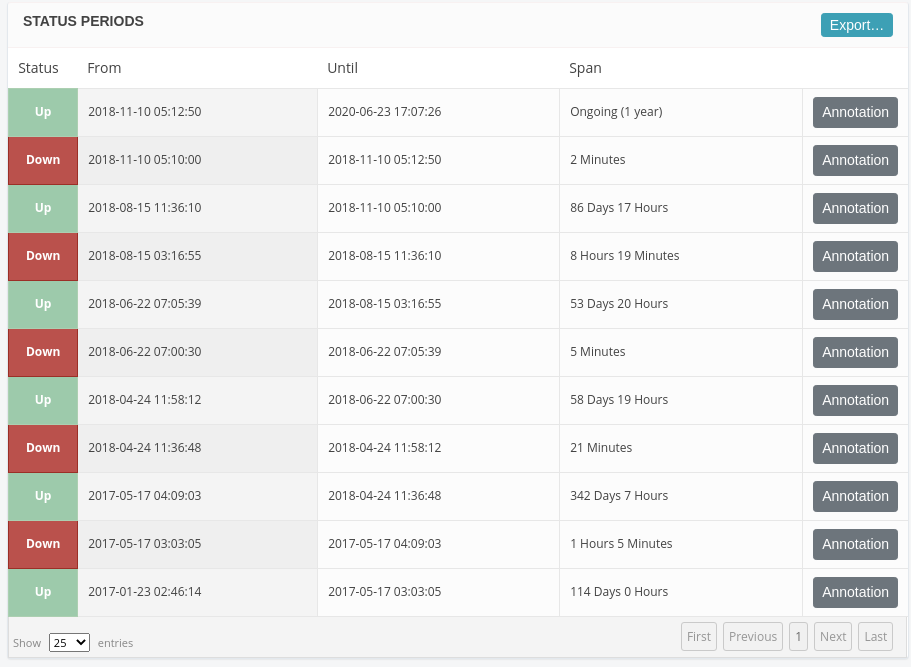 STATUS PERIODS Export...
Status From Until Span
Up 2018-11-10 05:12:50 2020-06-23 17:07:26 Ongoing (1 year) Annotation
Down 2018-11-10 05:10:00 2018-11-10 05:12:50 2 Minutes Annotation
Up 2018-08-15 11:36:10 2018-11-10 05:10:00 86 Days 17 Hours Annotation
Down 2018-08-15 03:16:55 2018-08-15 11:36:10 8 Hours 19 Minutes Annotation
Up 2018-06-22 07:05:39 2018-08-15 03:16:55 53 Days 20 Hours Annotation
Down 2018-06-22 07:00:30 2018-06-22 07:05:39 5 Minutes Annotation
Up 2018-04-24 11:58:12 2018-06-22 07:00:30 58 Days 19 Hours Annotation
Down 2018-04-24 11:36:48 2018-04-24 11:58:12 21 Minutes Annotation
Up 2017-05-17 04:09:03 2018-04-24 11:36:48 342 Days 7 Hours Annotation
Down 2017-05-17 03:03:05 2017-05-17 04:09:03 1 Hours 5 Minutes Annotation
Up 2017-01-23 02:46:14 2017-05-17 03:03:05 114 Days 0 Hours Annotation
Show 25 entries First Previous 1 Next Last